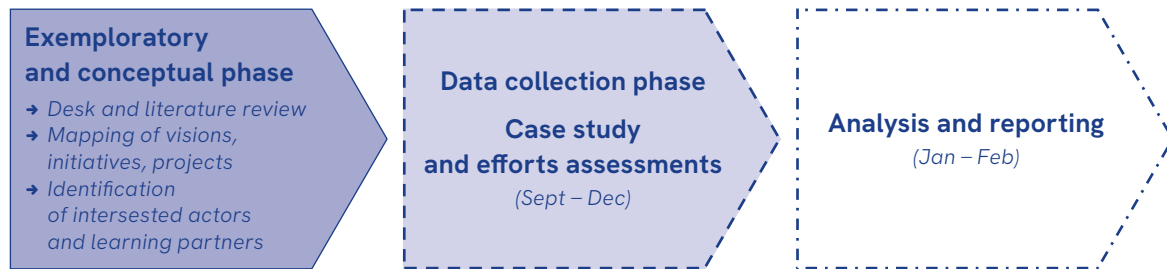 Exemploratory
and conceptual phase
→ Desk and literature review
→ Mapping of visions,
initiatives, projects
→ Identification
of intersested actors
and learning partners
Data collection phase
Case study
and efforts assessments
(Sept – Dec)
Analysis and reporting
(Jan – Feb)